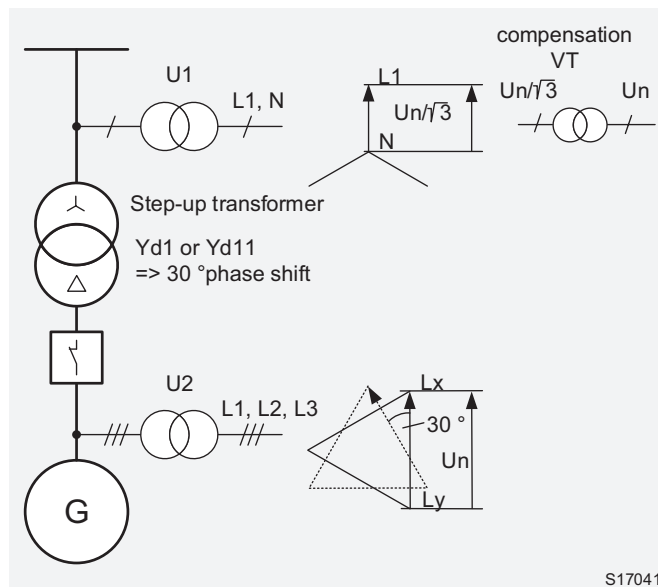 compensation
VT
U1
L1, N
L1
Un/√3
N
Un/√3
Un
Step-up transformer
Yd1 or Yd11
=> 30 °phase shift
U2
L1, L2, L3
Lx
30 °
Un
Ly
G
S17041